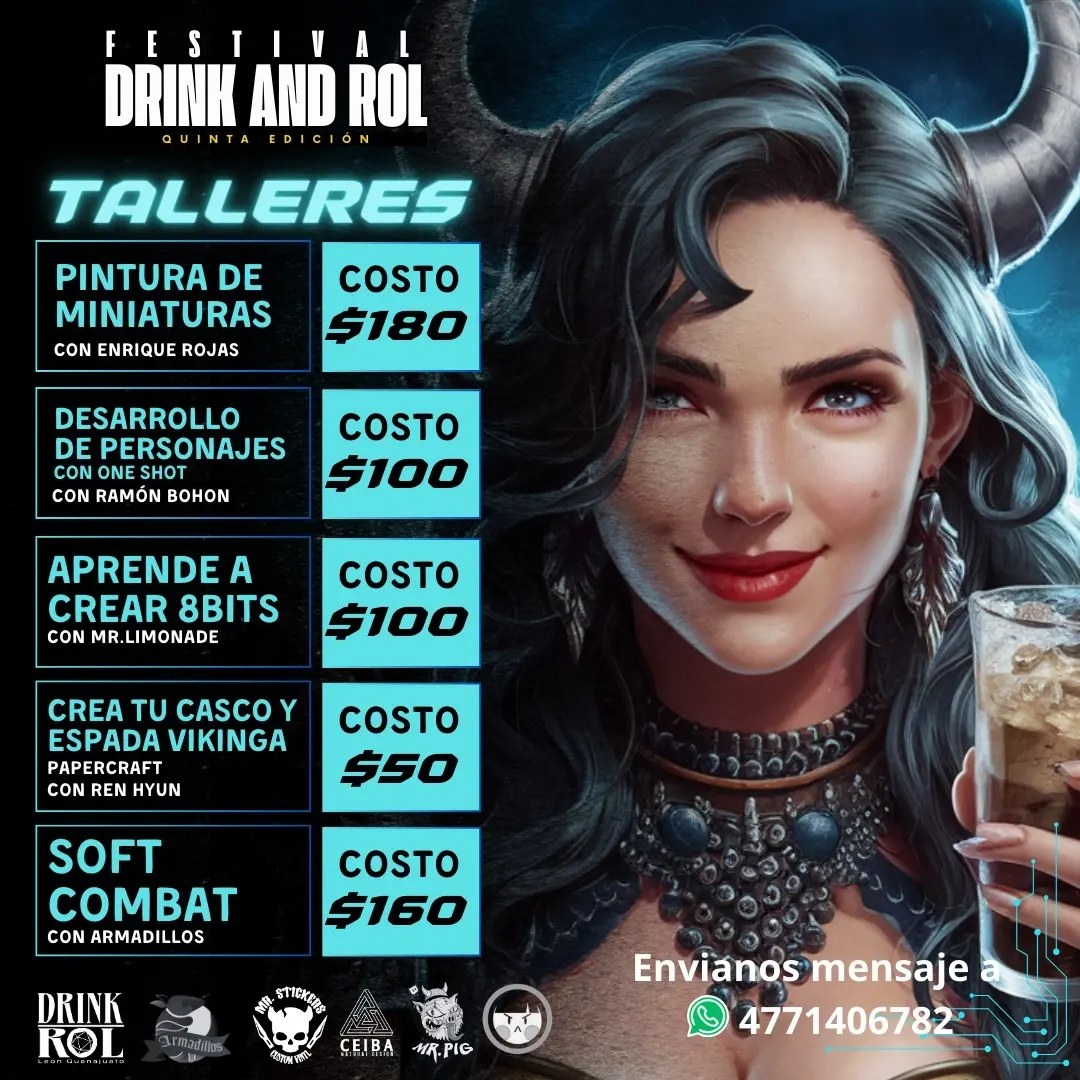 FESTIVAL
DRINK AND ROL
QUINTA EDICIÓN
TALLERES
PINTURA DE
MINIATURAS
CON ENRIQUE ROJAS
COSTO
$180
DESARROLLO
DE PERSONAJES
CON ONE SHOT
CON RAMÓN BOHON
COSTO
$100
APRENDE A
CREAR 8BITS
CON MR.LIMONADE
COSTO
$100
CREA TU CASCO Y
ESPADA VIKINGA
PAPERCRAFT
CON REN HYUN
COSTO
$50
SOFT
COMBAT
CON ARMADILLOS
COSTO
$160
Envianos mensaje a
4771406782
DRINK
ROL
León Guanajuato
Armadillos
MR. STICKERS
CUSTOM VINYL
CEIBA
NATURAL DESIGN
MR.PIG